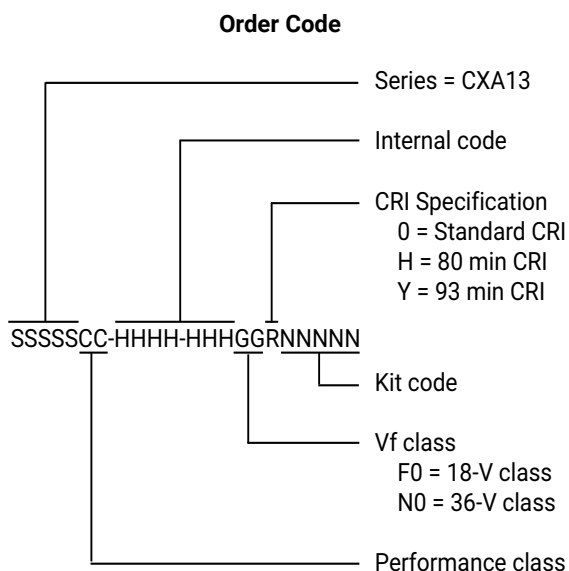 Order Code
Series = CXA13
Internal code
CRI Specification
0 = Standard CRI
H = 80 min CRI
Y = 93 min CRI
SSSSSCC-HHHH-HHHGGRNNNNN
Kit code
Vf class
F0 = 18-V class
N0 = 36-V class
Performance class